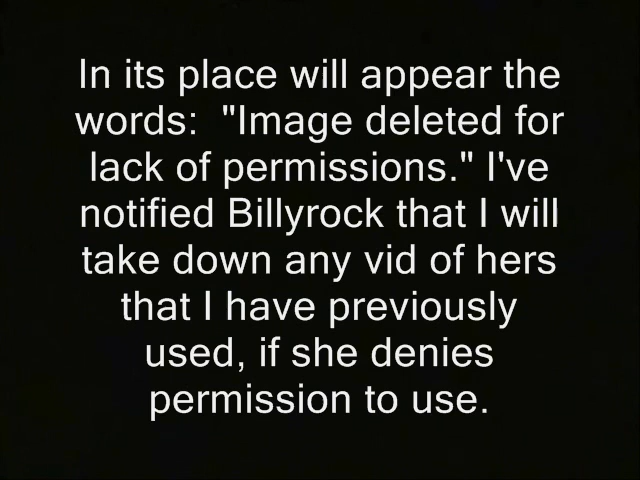 In its place will appear the
words:  "Image deleted for
lack of permissions." I've
notified Billyrock that I will
take down any vid of hers
that I have previously
used, if she denies
permission to use.